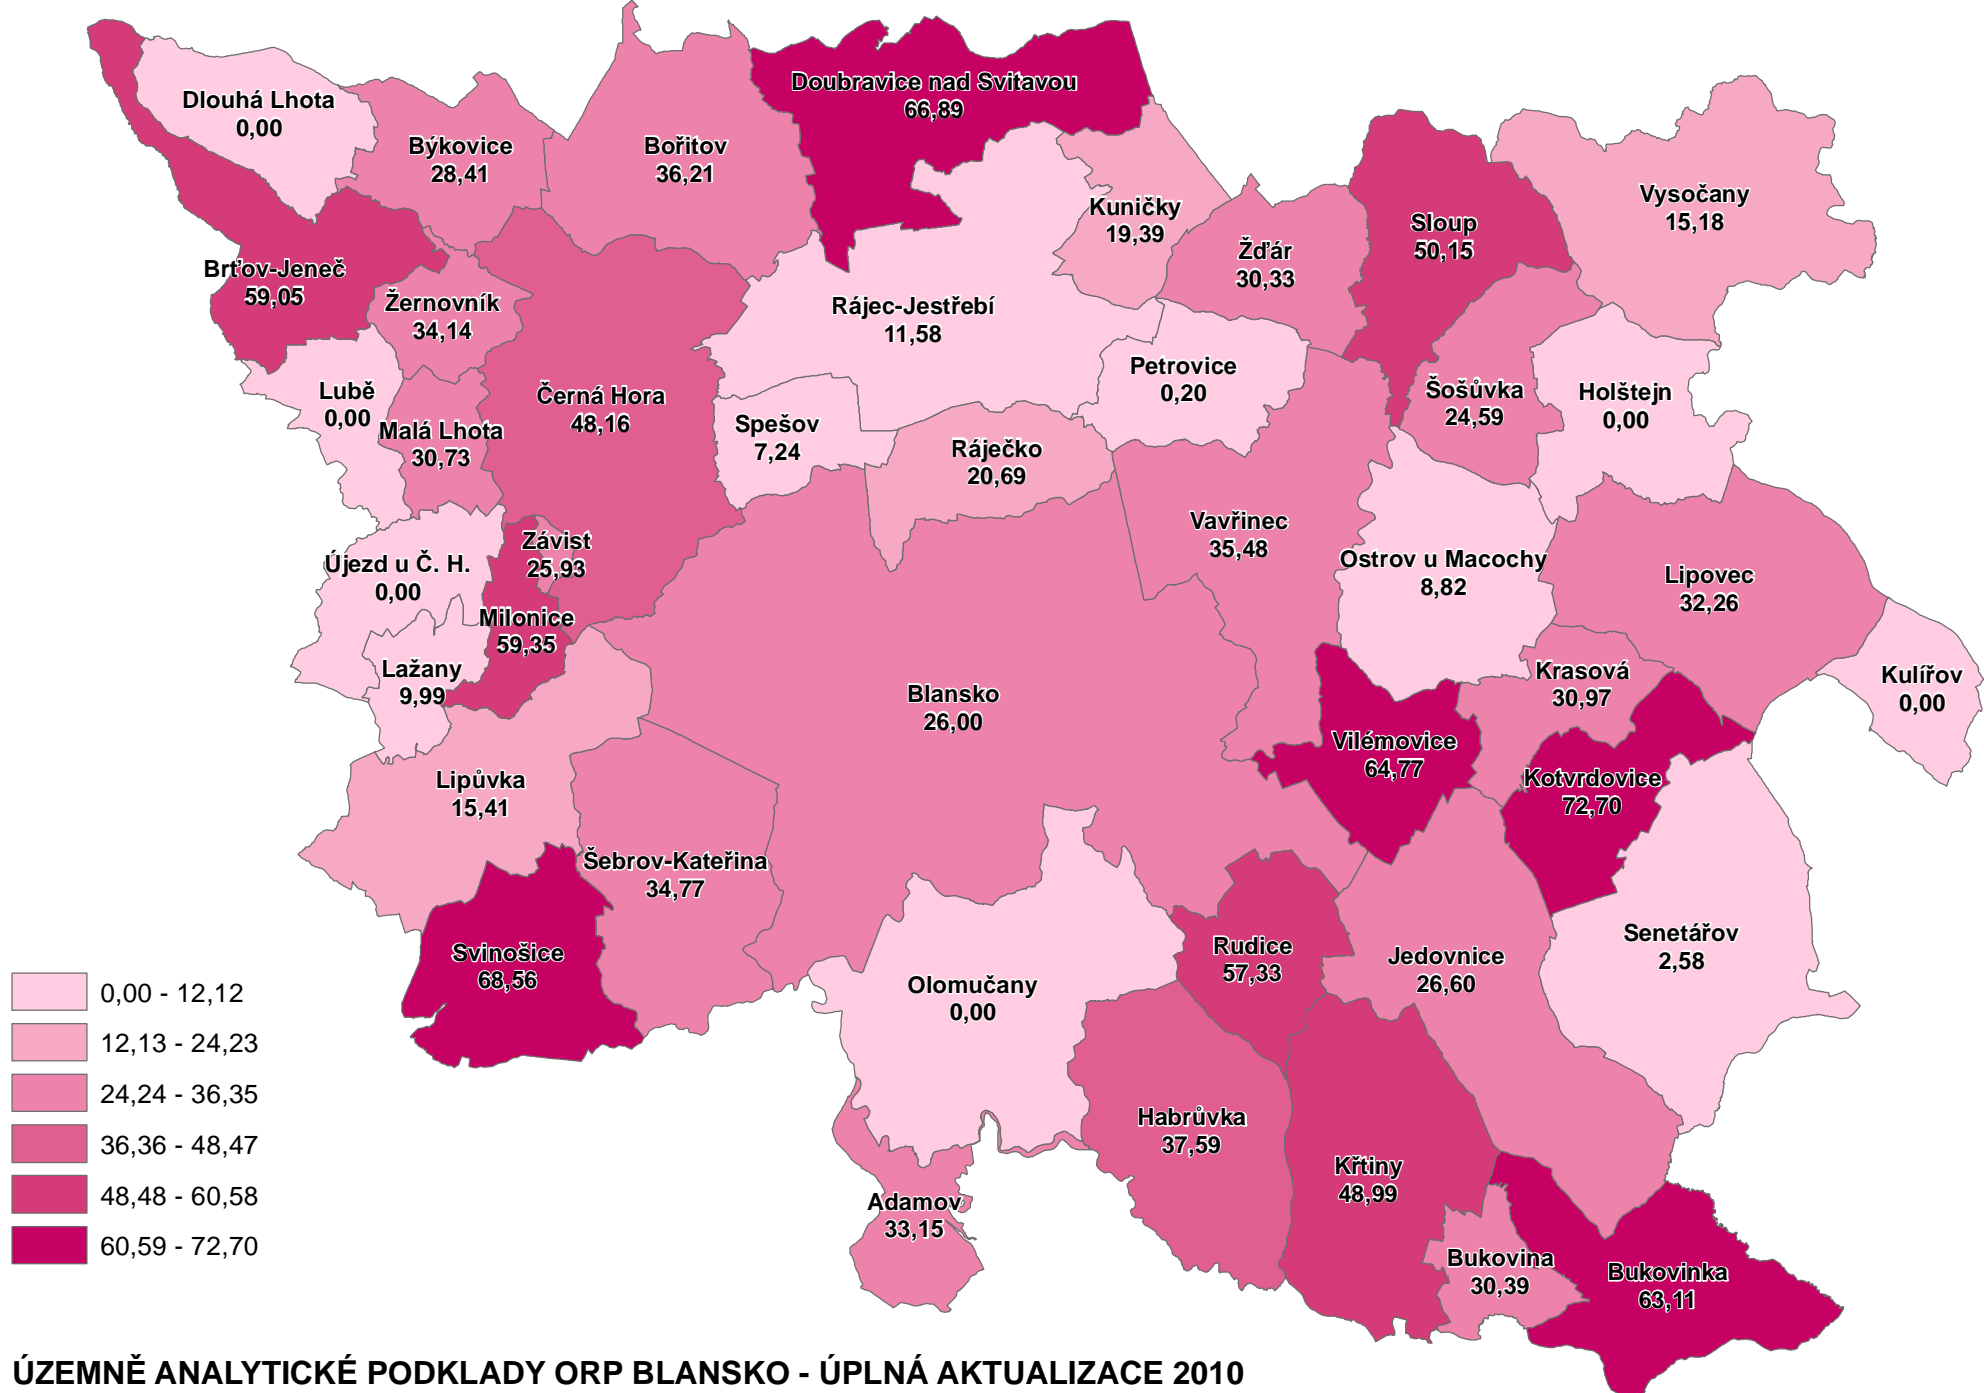 Doubravice nad Svitavou
66,89
Dlouhá Lhota
0,00
Býkovice
28,41
Bořitov
36,21
Kuničky
19,39
Vysočany
15,18
Sloup
50,15
Žďár
30,33
Brťov-Jeneč
59,05
Žernovník
34,14
Rájec-Jestřebí
11,58
Petrovice
0,20
Lubě
0,00
Černá Hora
48,16
Šošůvka
24,59
Holštejn
0,00
Malá Lhota
30,73
Spešov
7,24
Ráječko
20,69
Vavřinec
35,48
Závist
25,93
Ostrov u Macochy
8,82
Újezd u Č. H.
0,00
Lipovec
32,26
Milonice
59,35
Lažany
9,99
Krasová
30,97
Kulířov
0,00
Blansko
26,00
Vilémovice
64,77
Lipůvka
15,41
Kotvrdovice
72,70
Šebrov-Kateřina
34,77
Senetářov
2,58
Svinošice
68,56
Rudice
57,33
Jedovnice
26,60
Olomučany
0,00
Habrůvka
37,59
Křtiny
48,99
Adamov
33,15
Bukovina
30,39
Bukovinka
63,11
0,00 - 12,12
12,13 - 24,23
24,24 - 36,35
36,36 - 48,47
48,48 - 60,58
60,59 - 72,70
ÚZEMNĚ ANALYTICKÉ PODKLADY ORP BLANSKO - ÚPLNÁ AKTUALIZACE 2010